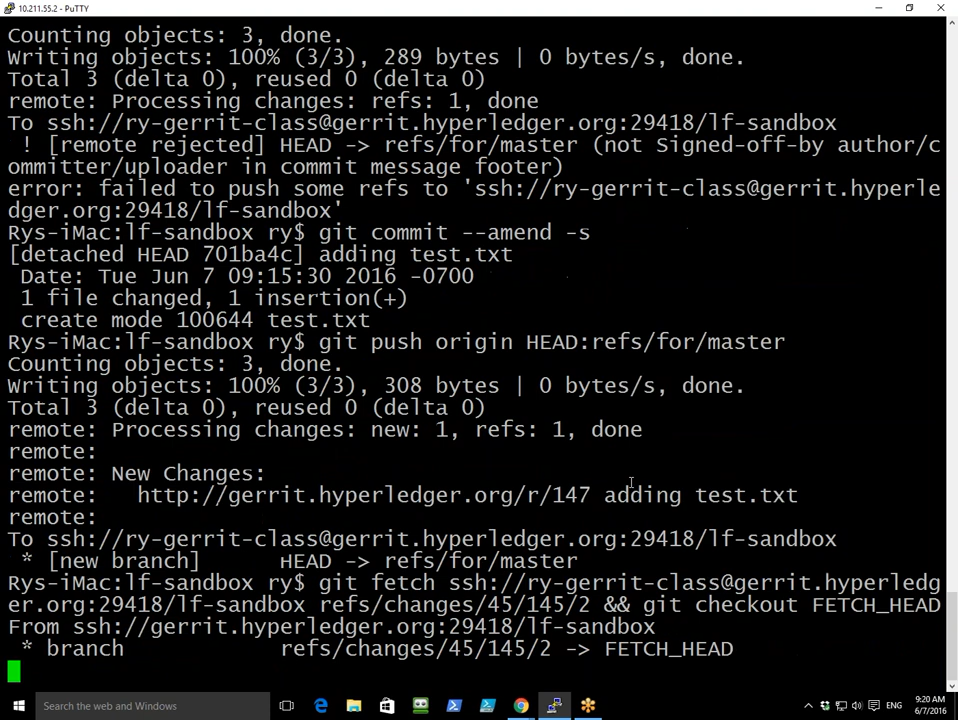 10.211.55.2 - PuTTY
Counting objects: 3, done.
Writing objects: 100% (3/3), 289 bytes | 0 bytes/s, done.
Total 3 (delta 0), reused 0 (delta 0)
remote: Processing changes: refs: 1, done
To ssh://ry-gerrit-class@gerrit.hyperledger.org:29418/lf-sandbox
 ! [remote rejected] HEAD -> refs/for/master (not Signed-off-by author/c
ommitter/uploader in commit message footer)
error: failed to push some refs to 'ssh://ry-gerrit-class@gerrit.hyperle
dger.org:29418/lf-sandbox'
Rys-iMac:lf-sandbox ry$ git commit --amend -s
[detached HEAD 701ba4c] adding test.txt
 Date: Tue Jun 7 09:15:30 2016 -0700
 1 file changed, 1 insertion(+)
 create mode 100644 test.txt
Rys-iMac:lf-sandbox ry$ git push origin HEAD:refs/for/master
Counting objects: 3, done.
Writing objects: 100% (3/3), 308 bytes | 0 bytes/s, done.
Total 3 (delta 0), reused 0 (delta 0)
remote: Processing changes: new: 1, refs: 1, done
remote:
remote: New Changes:
remote:   http://gerrit.hyperledger.org/r/147 adding test.txt
remote:
To ssh://ry-gerrit-class@gerrit.hyperledger.org:29418/lf-sandbox
 * [new branch]      HEAD -> refs/for/master
Rys-iMac:lf-sandbox ry$ git fetch ssh://ry-gerrit-class@gerrit.hyperledg
er.org:29418/lf-sandbox refs/changes/45/145/2 && git checkout FETCH_HEAD
From ssh://gerrit.hyperledger.org:29418/lf-sandbox
 * branch            refs/changes/45/145/2 -> FETCH_HEAD
Search the web and Windows
ENG
9:20 AM
6/7/2016